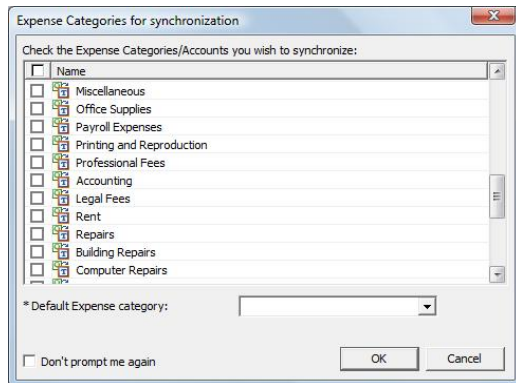 Expense Categories for synchronization
Check the Expense Categories/Accounts you wish to synchronize:
Name
Miscellaneous
Office Supplies
Payroll Expenses
Printing and Reproduction
Professional Fees
Accounting
Legal Fees
Rent
Repairs
Building Repairs
Computer Repairs
* Default Expense category:
Don't prompt me again
OK
Cancel